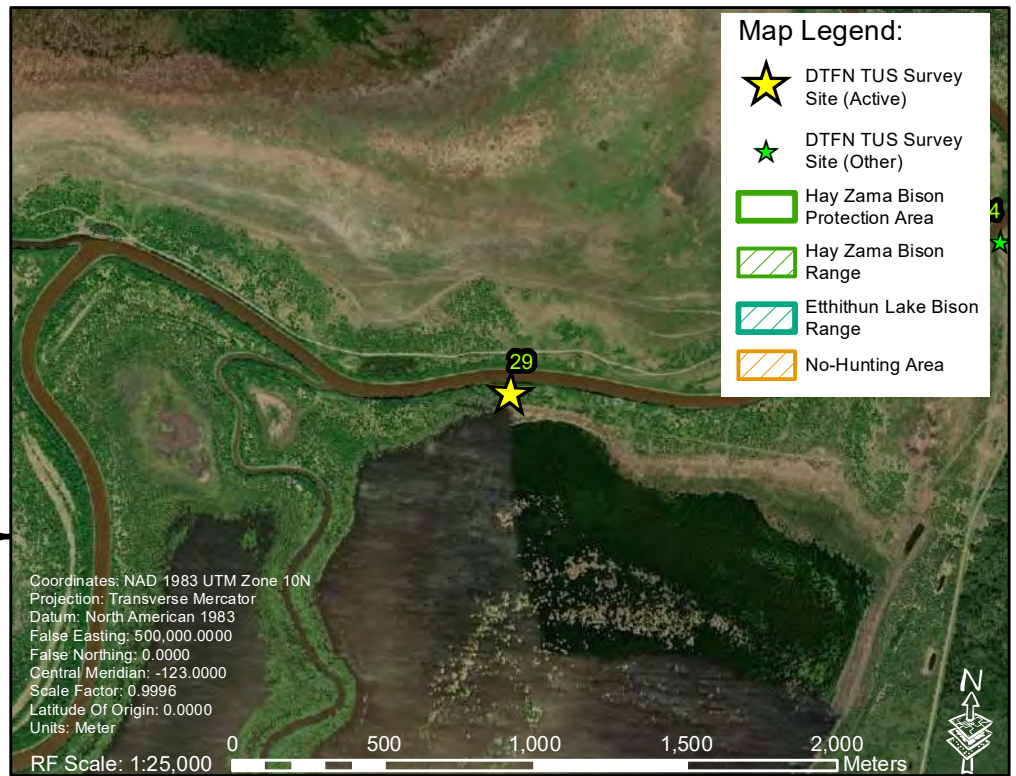 Map Legend:
DTFN TUS Survey
Site (Active)
DTFN TUS Survey
Site (Other)
Hay Zama Bison
Protection Area
Hay Zama Bison
Range
Etthithun Lake Bison
Range
No-Hunting Area
4
29
Coordinates: NAD 1983 UTM Zone 10N
Projection: Transverse Mercator
Datum: North American 1983
False Easting: 500,000.0000
False Northing: 0.0000
Central Meridian: -123.0000
Scale Factor: 0.9996
Latitude Of Origin: 0.0000
Units: Meter
RF Scale: 1:25,000
0 500 1,000 1,500 2,000
Meters
N